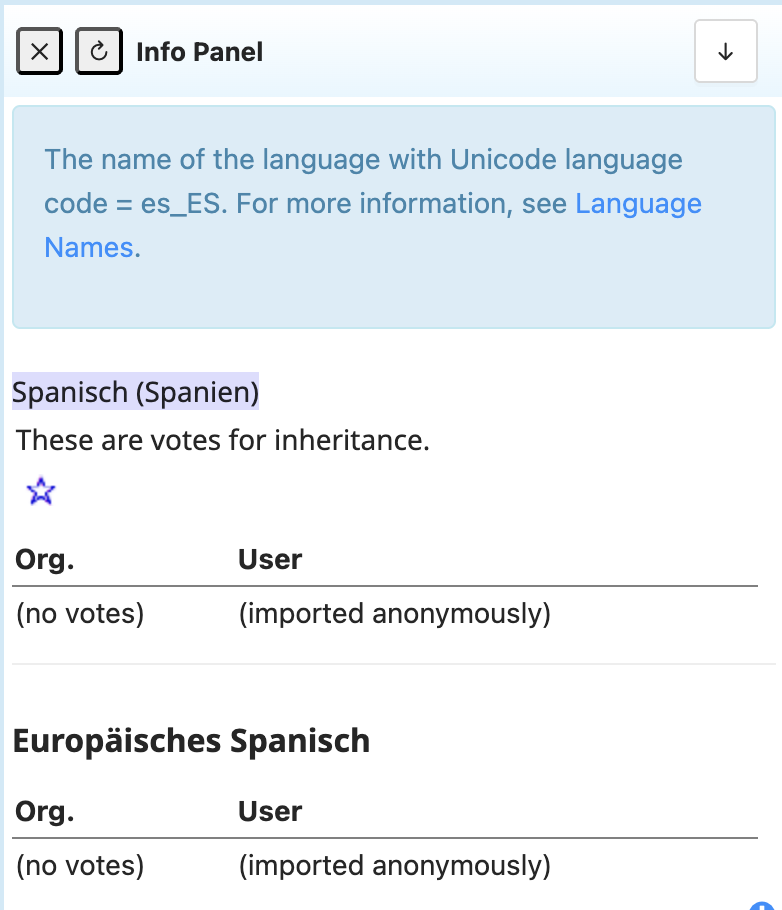 Info Panel
The name of the language with Unicode language
code = es_ES. For more information, see Language
Names.
Spanisch (Spanien)
These are votes for inheritance.
Org. User
(no votes) (imported anonymously)
Europäisches Spanisch
Org. User
(no votes) (imported anonymously)